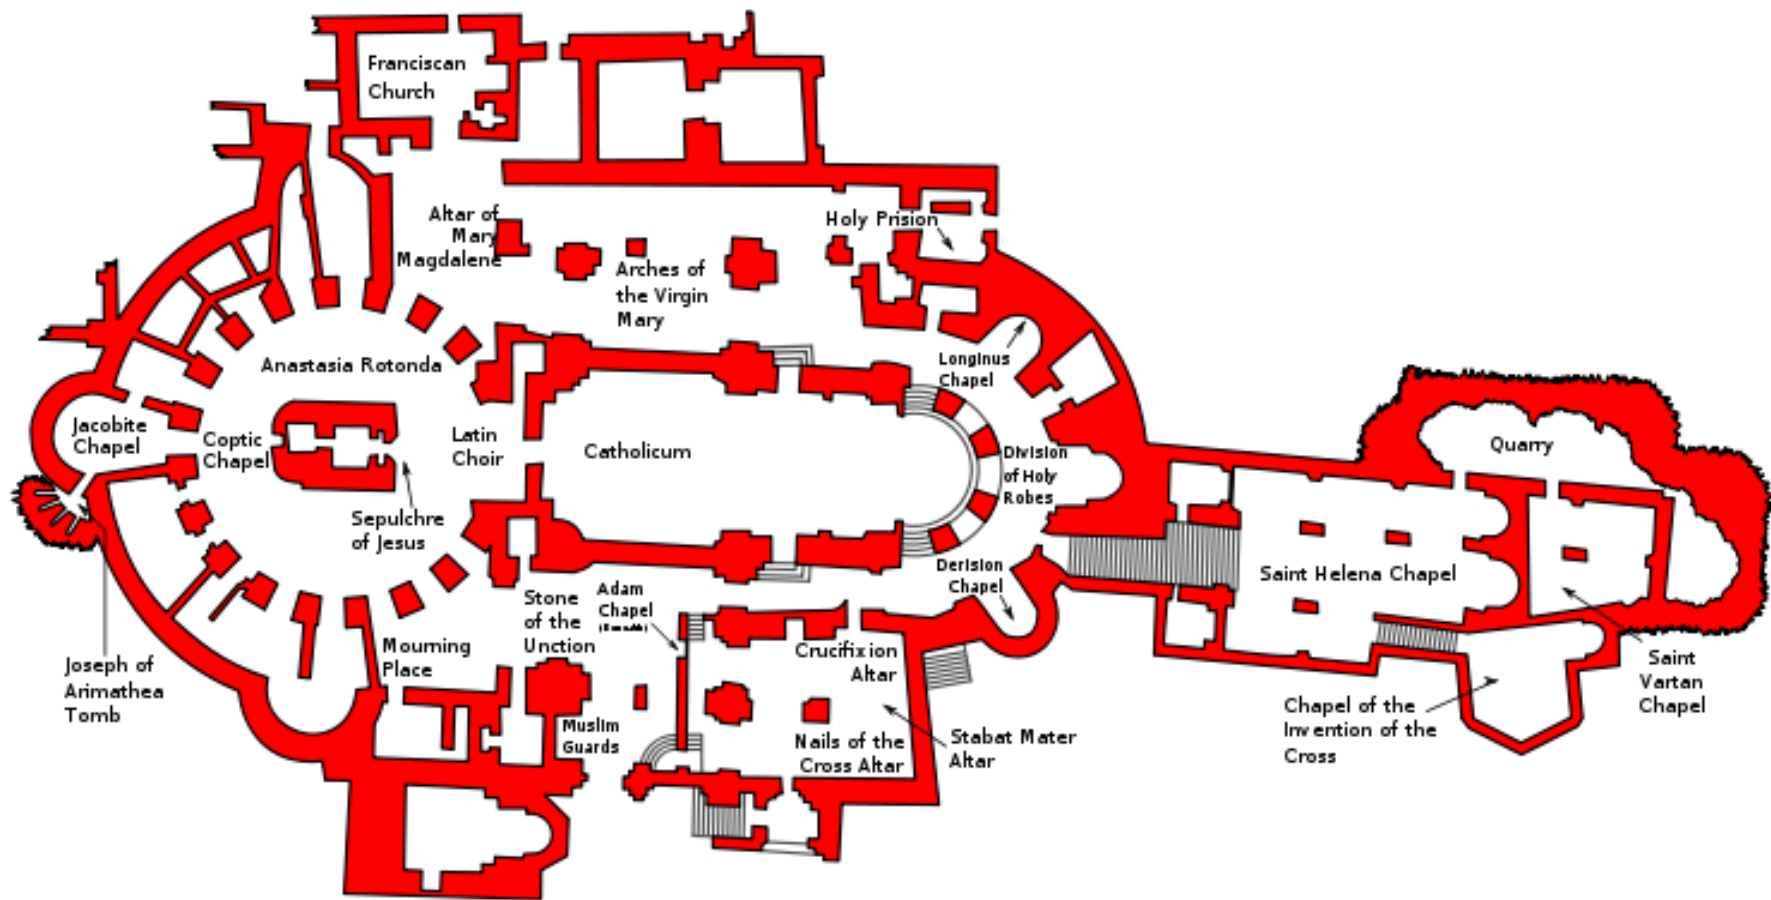 Franciscan
Church
Altar of
Mary
Magdalene
Holy Prision
Arches of
the Virgin
Mary
Anastasia Rotonda
Longinus
Chapel
Jacobite
Chapel
Coptic
Chapel
Latin
Choir
Catholicum
Division
of Holy
Robes
Quarry
Sepulchre
of Jesus
Derision
Chapel
Saint Helena Chapel
Adam
Chapel
Stone
of the
Unction
Mourning
Place
Crucifixion
Altar
Joseph of
Arimathea
Tomb
Saint
Vartan
Chapel
Chapel of the
Invention of the
Cross
Muslim
Guards
Nails of the
Cross Altar
Stabat Mater
Altar